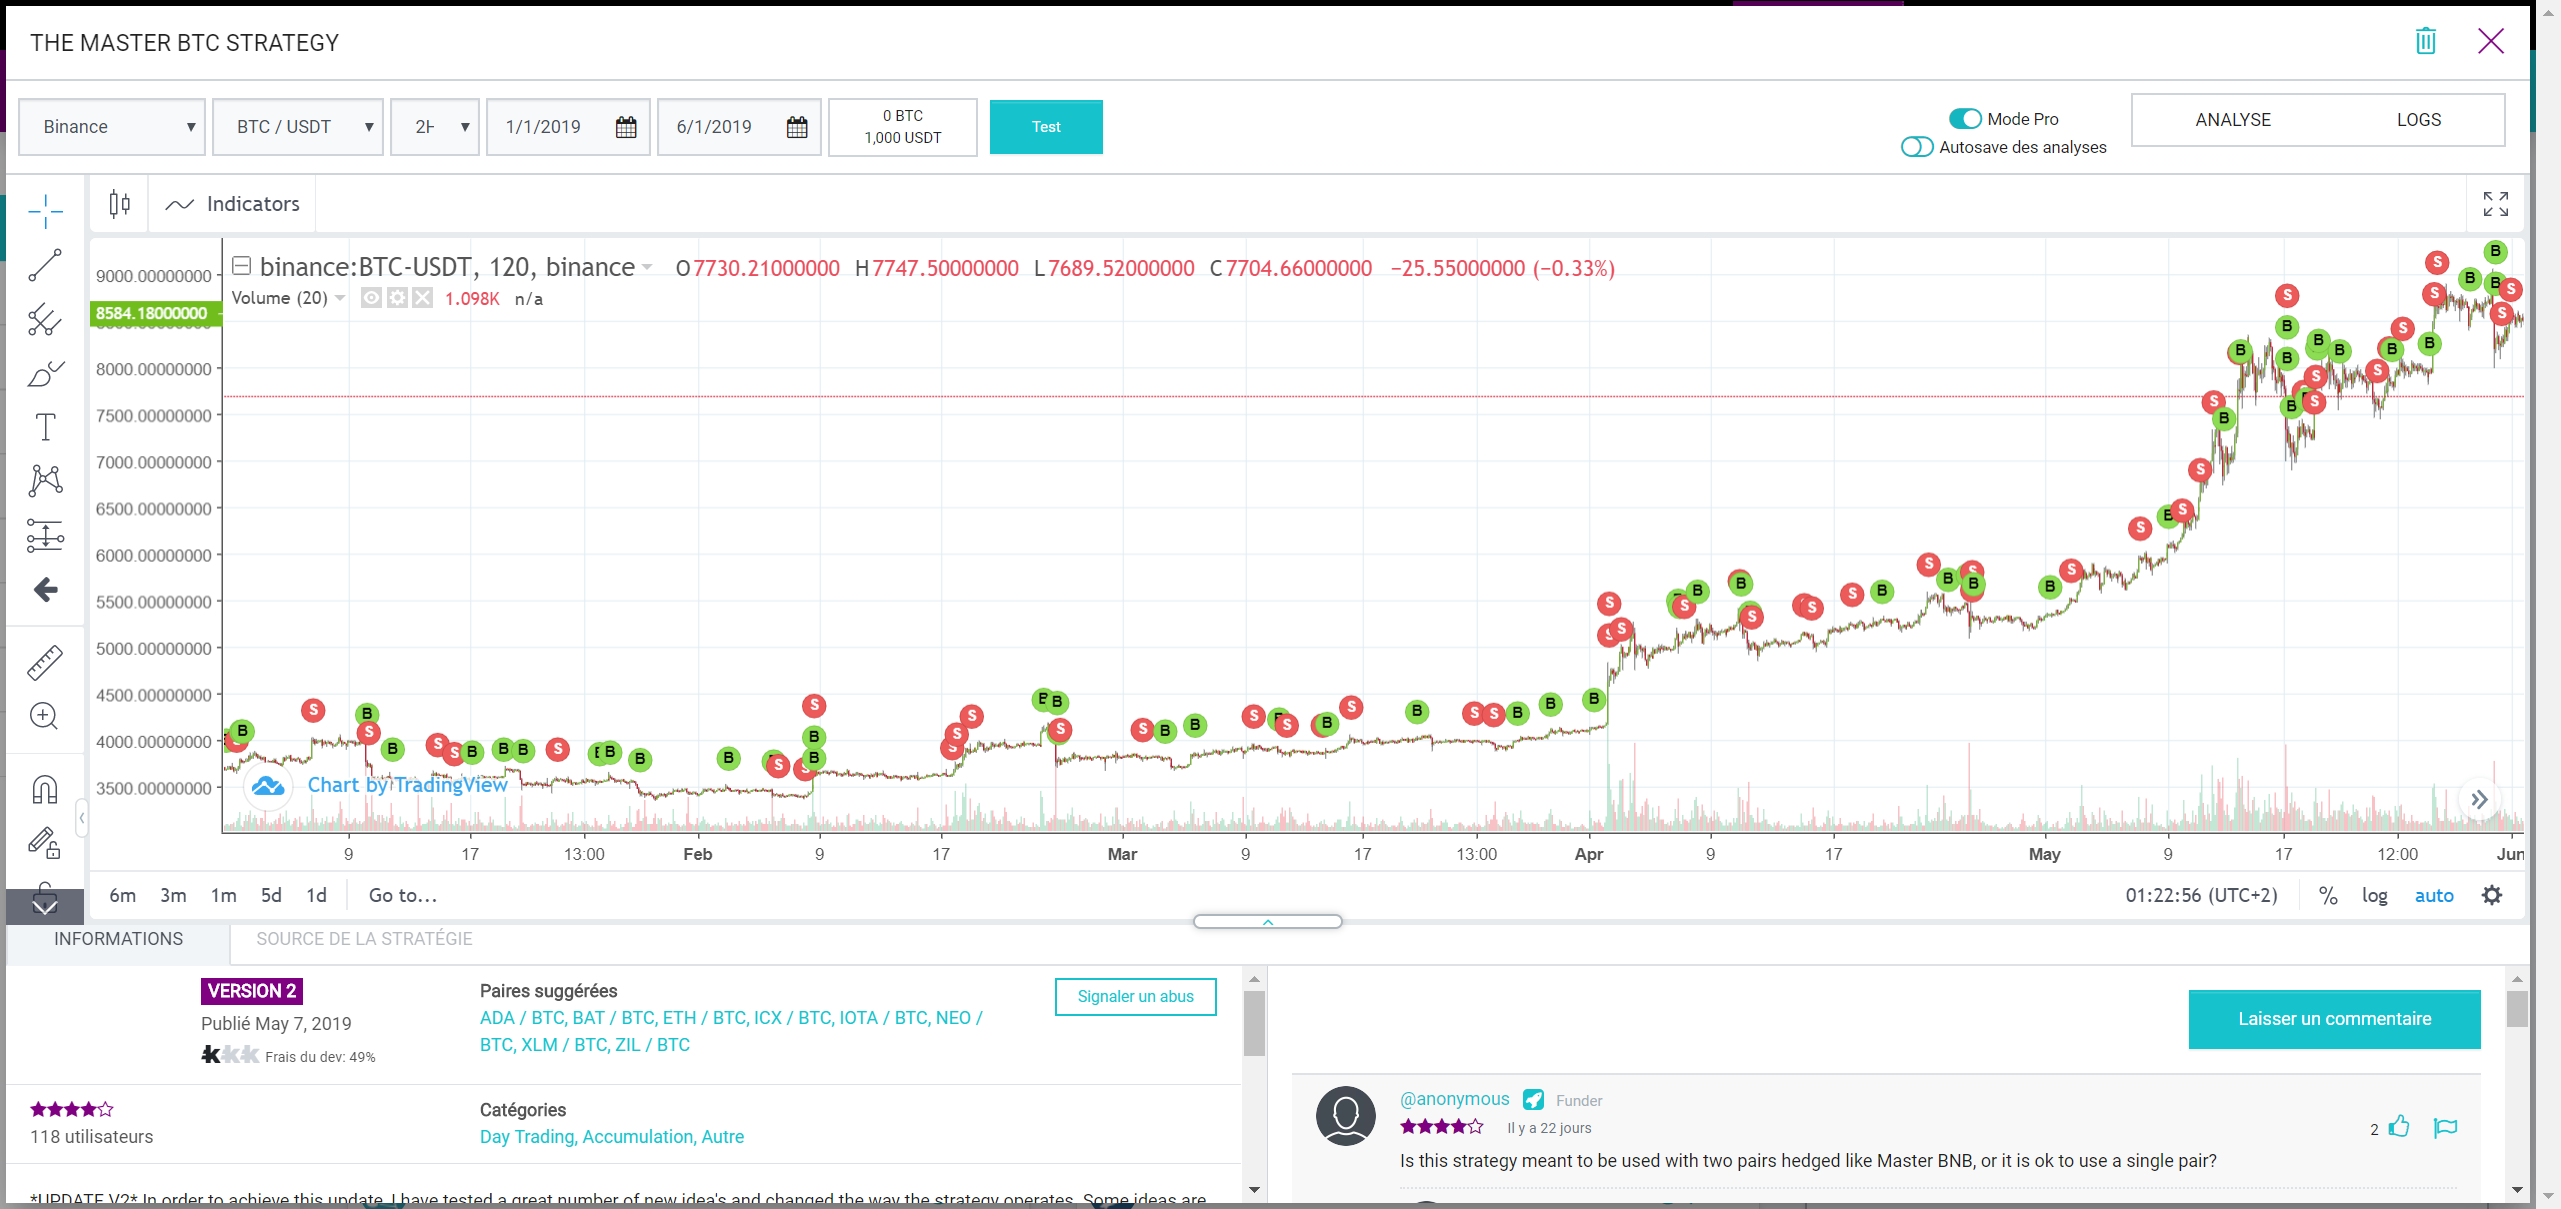 THE MASTER BTC STRATEGY
Binance
BTC / USDT
2H
1/1/2019
6/1/2019
0 BTC
1,000 USDT
Test
Mode Pro
Autosave des analyses
ANALYSE
LOGS
Indicators
binance:BTC-USDT, 120, binance O7730.21000000 H7747.50000000 L7689.52000000 C7704.66000000 −25.55000000 (−0.33%)
Volume (20) 1.098K n/a
9000.00000000
8584.18000000
8000.00000000
7500.00000000
7000.00000000
6500.00000000
6000.00000000
5500.00000000
5000.00000000
4500.00000000
4000.00000000
3500.00000000
Chart by TradingView
9 17 13:00 Feb 9 17 Mar 9 17 13:00 Apr 9 17 May 9 17 12:00 Jun
6m 3m 1m 5d 1d Go to...
01:22:56 (UTC+2) % log auto
INFORMATIONS
SOURCE DE LA STRATÉGIE
VERSION 2
Publié May 7, 2019
Frais du dev: 49%
Paires suggérées
ADA / BTC, BAT / BTC, ETH / BTC, ICX / BTC, IOTA / BTC, NEO /
BTC, XLM / BTC, ZIL / BTC
Signaler un abus
118 utilisateurs
Catégories
Day Trading, Accumulation, Autre
*UPDATE V2* In order to achieve this update, I have tested a great number of new idea's and changed the way the strategy operates. Some ideas are
Laisser un commentaire
@anonymous Funder
Il y a 22 jours
2
Is this strategy meant to be used with two pairs hedged like Master BNB, or it is ok to use a single pair?